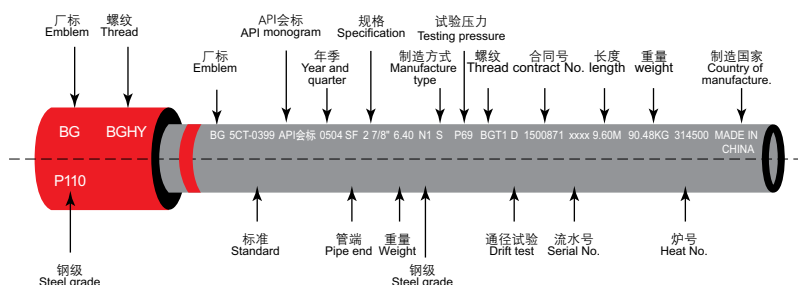 厂标
Emblem
螺纹
Thread
厂标
Emblem
API会标
API monogram
年季
Year and
quarter
规格
Specification
制造方式
Manufacture
type
试验压力
Testing pressure
螺纹
Thread
合同号
contract No.
长度
length
重量
weight
制造国家
Country of
manufacture.
BG BGHY
P110
BG 5CT-0399 API会标 0504 SF 2 7/8" 6.40 N1 S P69 BGT1 D 1500871 xxxx 9.60M 90.48KG 314500 MADE IN
CHINA
钢级
Steel grade
标准
Standard
管端
Pipe end
重量
Weight
钢级
Steel grade
通径试验
Drift test
流水号
Serial No.
炉号
Heat No.